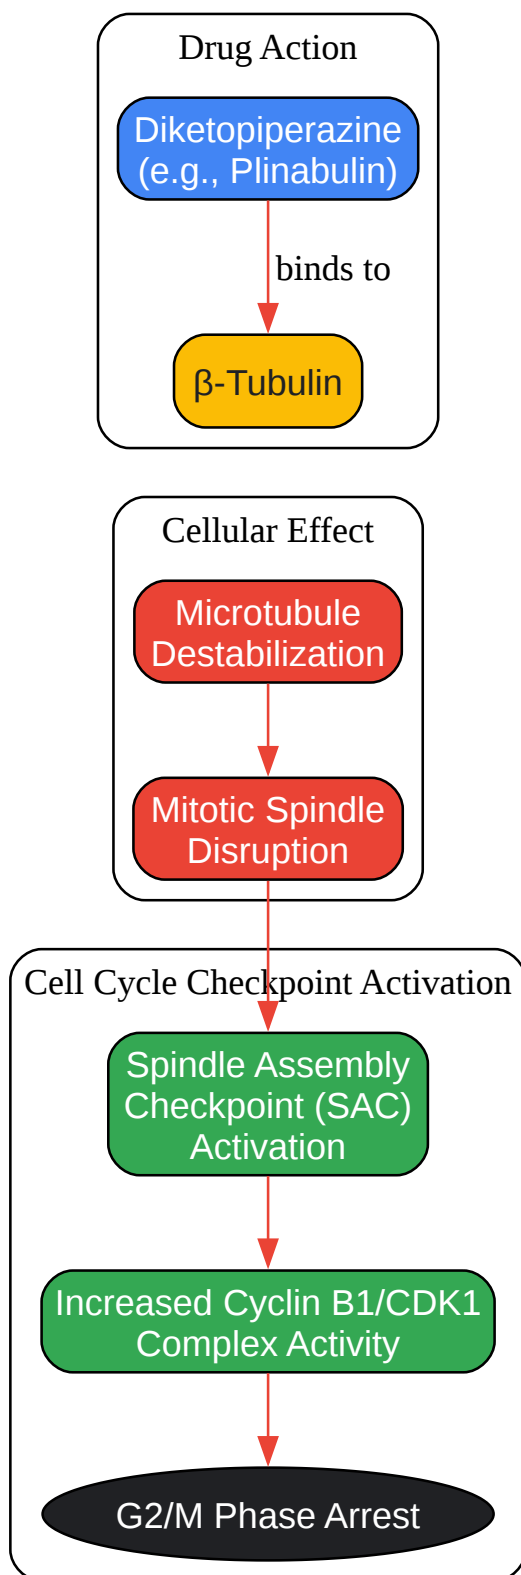 Drug Action
Diketopiperazine
(e.g., Plinabulin)
binds to
β-Tubulin
Cellular Effect
Microtubule
Destabilization
Mitotic Spindle
Disruption
Cell Cycle Checkpoint Activation
Spindle Assembly
Checkpoint (SAC)
Activation
Increased Cyclin B1/CDK1
Complex Activity
G2/M Phase Arrest